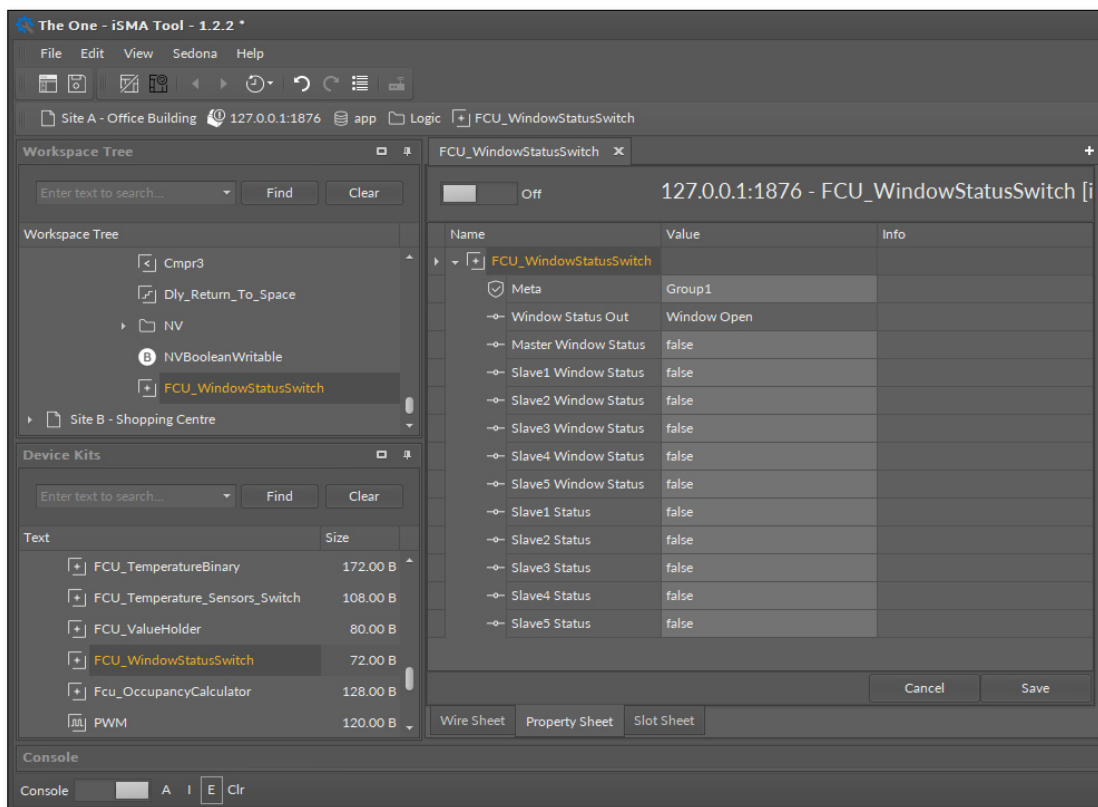 The One - iSMA Tool - 1.2.2 *
File Edit View Sedona Help
Site A - Office Building 127.0.0.1:1876 app Logic FCU_WindowStatusSwitch
Workspace Tree
Enter text to search... Find Clear
Workspace Tree
Cmpr3
Dly_Return_To_Space
NV
B NVBooleanWritable
FCU_WindowStatusSwitch
Site B - Shopping Centre
Device Kits
Enter text to search... Find Clear
Text Size
FCU_TemperatureBinary 172.00 B
FCU_Temperature_Sensors_Switch 108.00 B
FCU_ValueHolder 80.00 B
FCU_WindowStatusSwitch 72.00 B
Fcu_OccupancyCalculator 128.00 B
PWM 120.00 B
FCU_WindowStatusSwitch
Off 127.0.0.1:1876 - FCU_WindowStatusSwitch [i
Name Value Info
FCU_WindowStatusSwitch
Meta Group1
Window Status Out Window Open
Master Window Status false
Slave1 Window Status false
Slave2 Window Status false
Slave3 Window Status false
Slave4 Window Status false
Slave5 Window Status false
Slave1 Status false
Slave2 Status false
Slave3 Status false
Slave4 Status false
Slave5 Status false
Cancel Save
Wire Sheet Property Sheet Slot Sheet
Console
Console A I E Clr